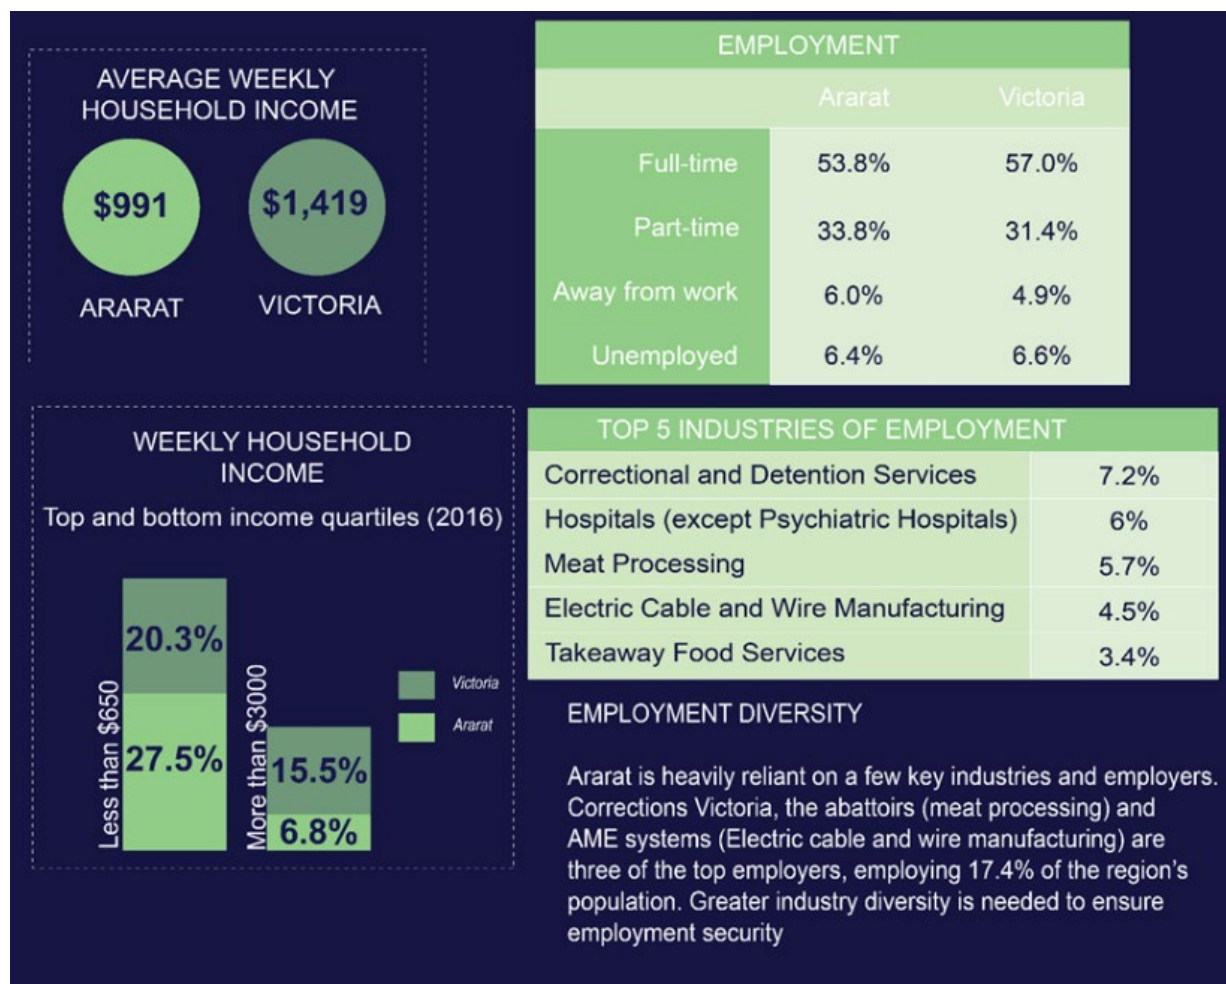 AVERAGE WEEKLY
HOUSEHOLD INCOME
$991
$1,419
ARARAT
VICTORIA
EMPLOYMENT
Ararat Victoria
Full-time 53.8% 57.0%
Part-time 33.8% 31.4%
Away from work 6.0% 4.9%
Unemployed 6.4% 6.6%
WEEKLY HOUSEHOLD
INCOME
Top and bottom income quartiles (2016)
Less than $650
20.3%
27.5%
More than $3000
15.5%
6.8%
Victoria
Ararat
TOP 5 INDUSTRIES OF EMPLOYMENT
Correctional and Detention Services 7.2%
Hospitals (except Psychiatric Hospitals) 6%
Meat Processing 5.7%
Electric Cable and Wire Manufacturing 4.5%
Takeaway Food Services 3.4%
EMPLOYMENT DIVERSITY
Ararat is heavily reliant on a few key industries and employers.
Corrections Victoria, the abattoirs (meat processing) and
AME systems (Electric cable and wire manufacturing) are
three of the top employers, employing 17.4% of the region's
population. Greater industry diversity is needed to ensure
employment security